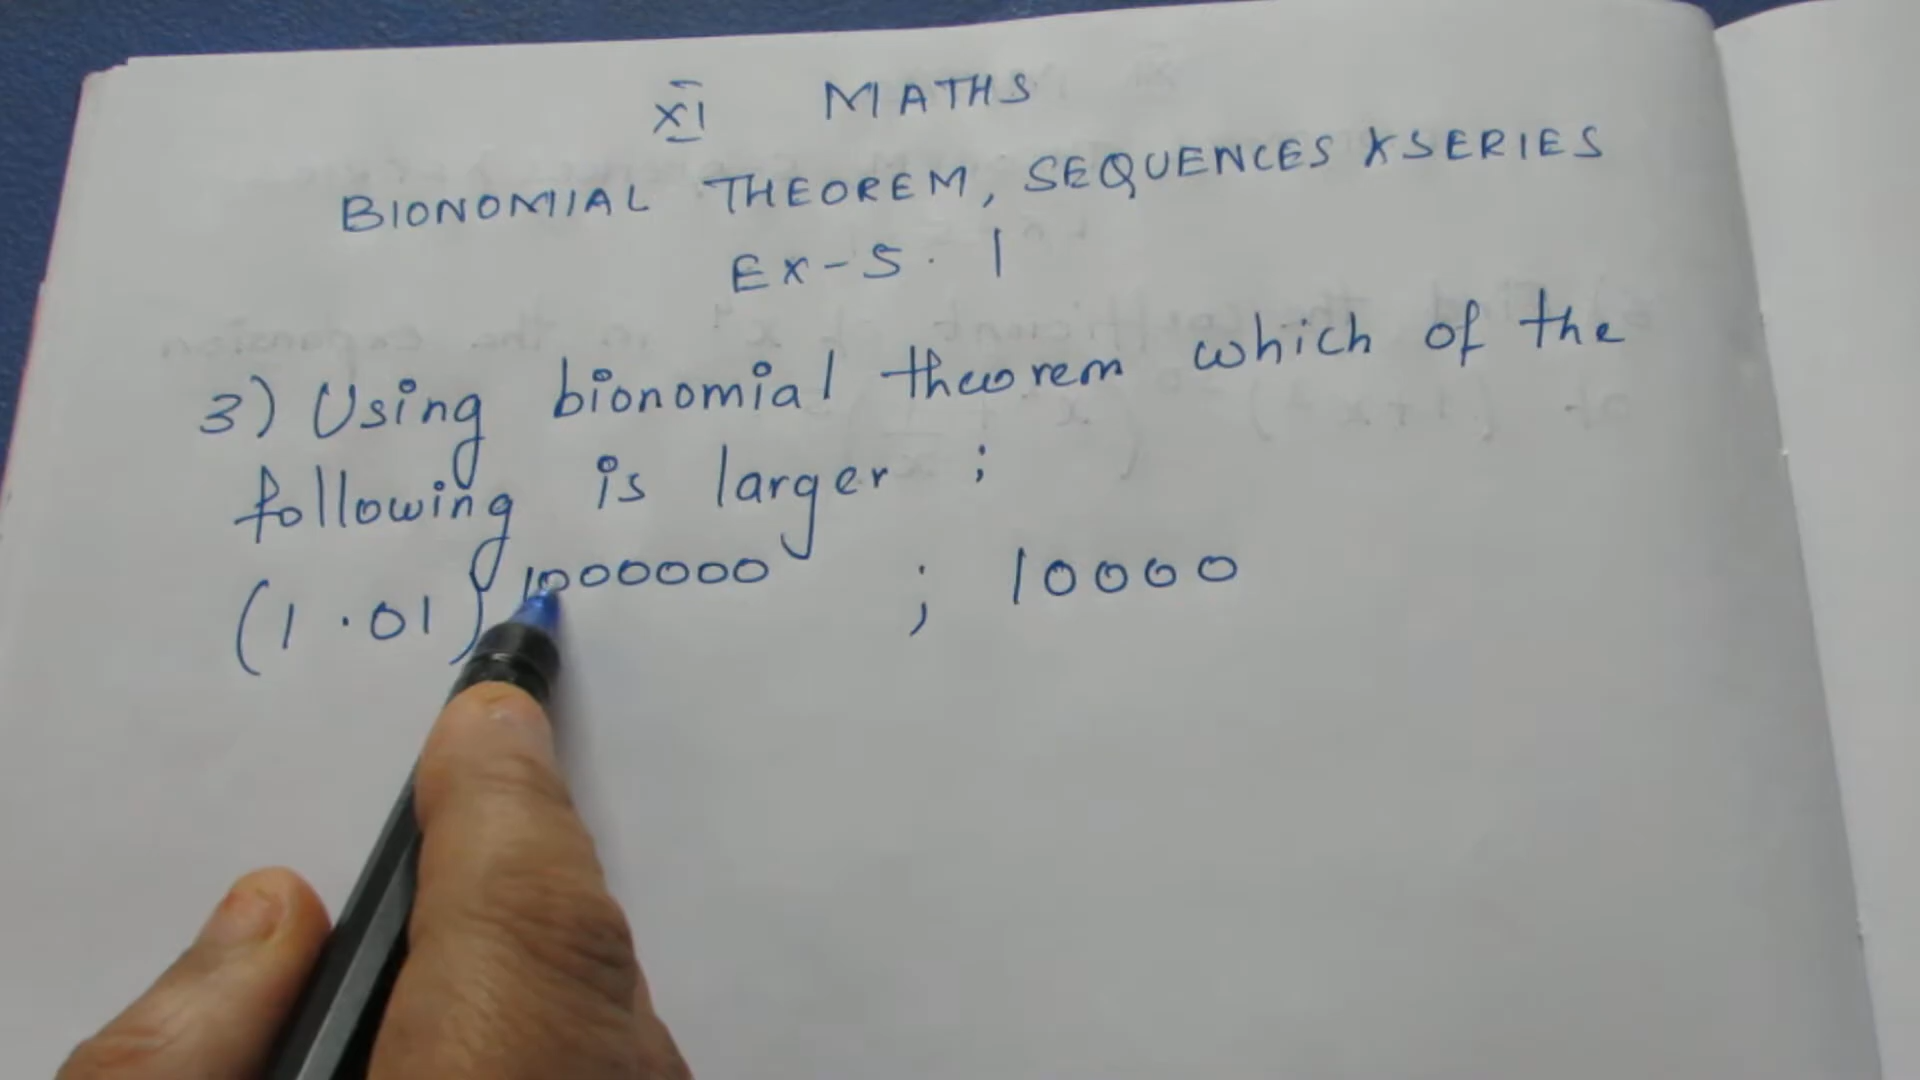 XI MATHS
BIONOMIAL THEOREM, SEQUENCES & SERIES
Ex-5.1
3) Using bionomial theorem which of the
following is larger ;
(1.01)^1000000 ; 10000